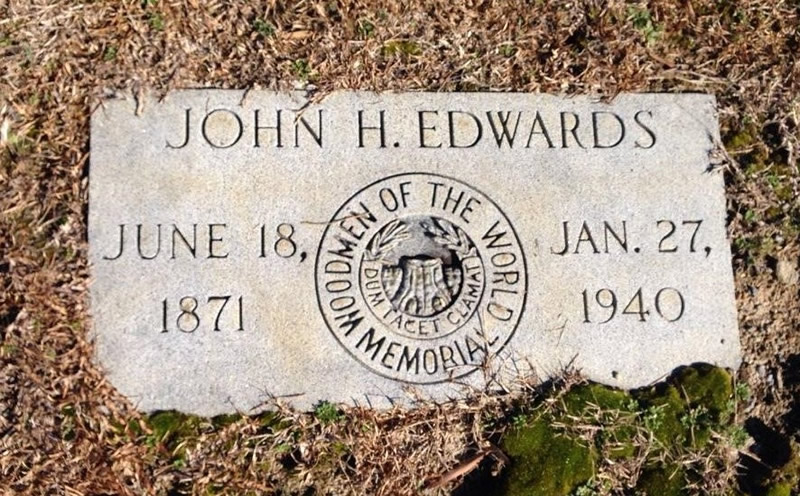 JOHN H. EDWARDS
JUNE 18,
1871
WOODMEN OF THE WORLD
MEMORIAL
DUM TACET CLAMAT
JAN. 27,
1940